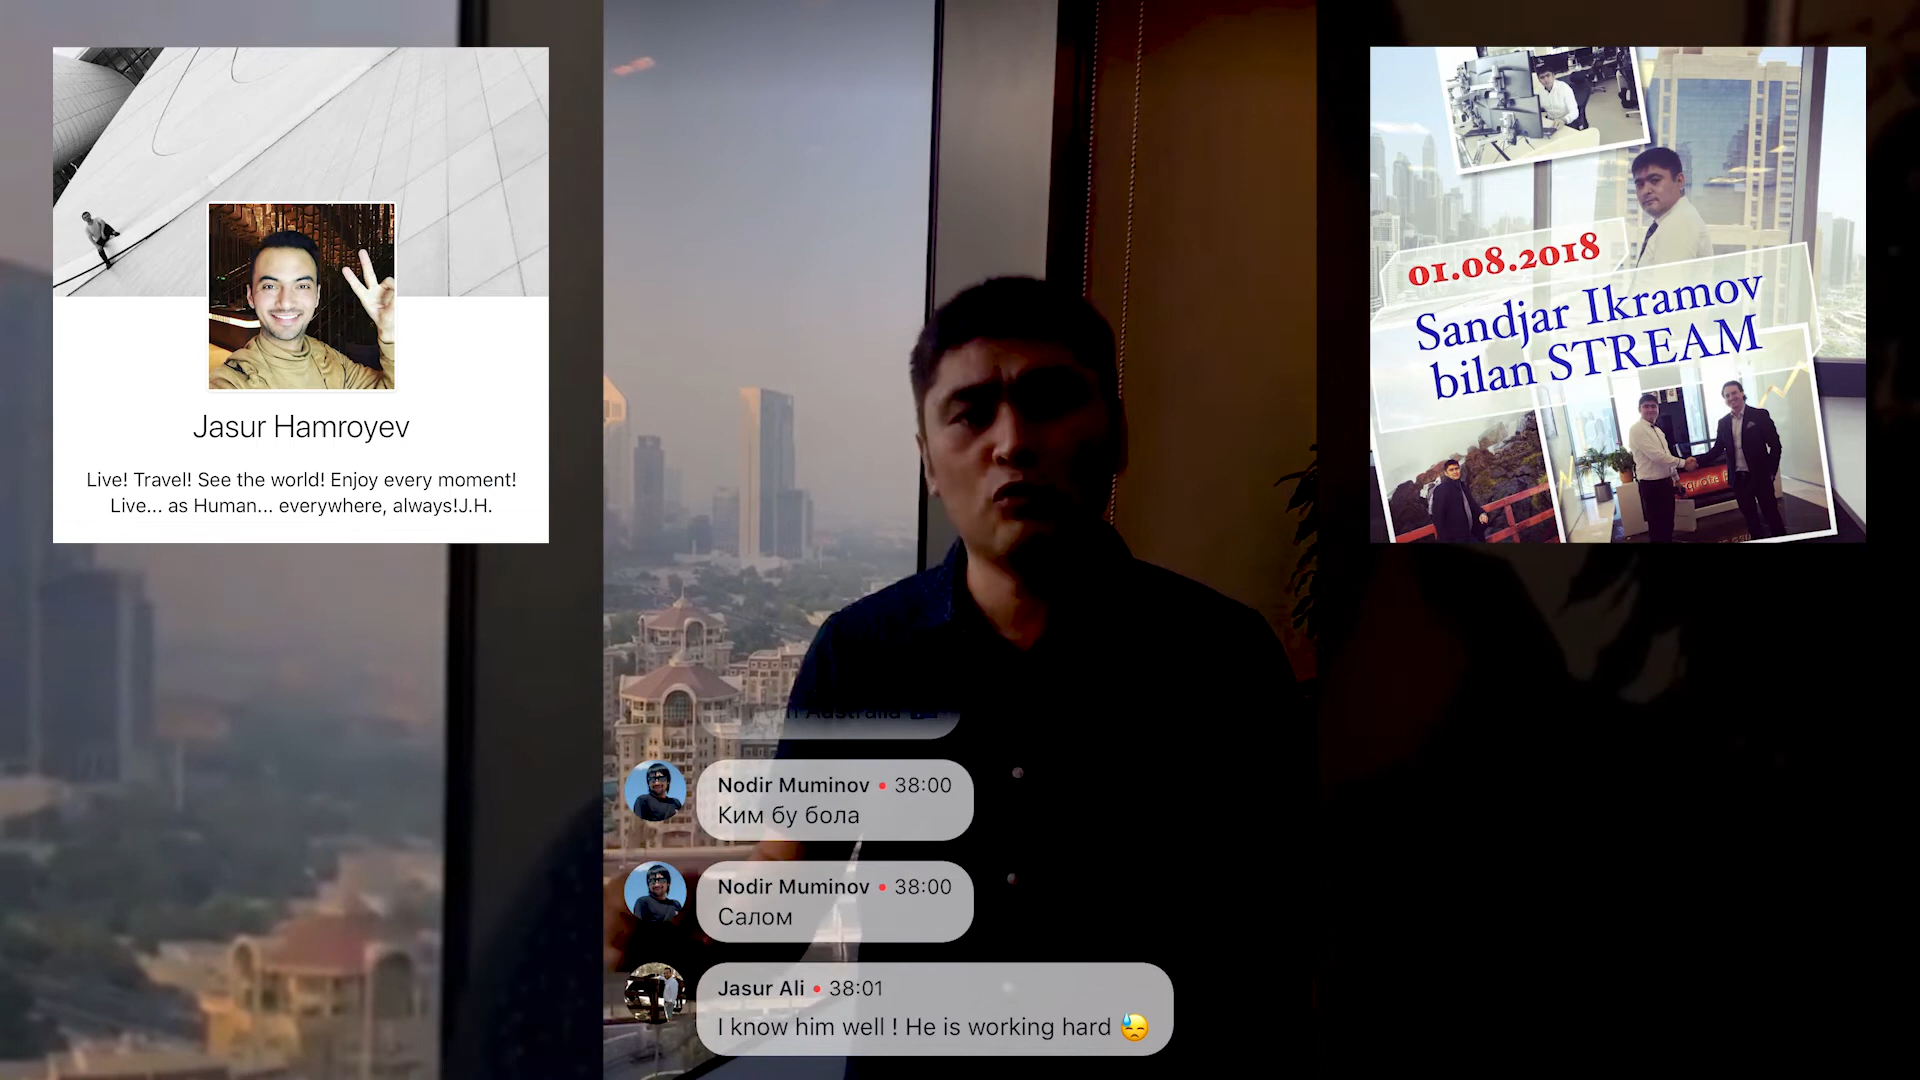 Jasur Hamroyev
Live! Travel! See the world! Enjoy every moment!
Live... as Human... everywhere, always!J.H.
01.08.2018
Sandjar Ikramov
bilan STREAM
Australia
Nodir Muminov • 38:00
Ким бу бола
Nodir Muminov • 38:00
Салом
Jasur Ali • 38:01
I know him well ! He is working hard 😓